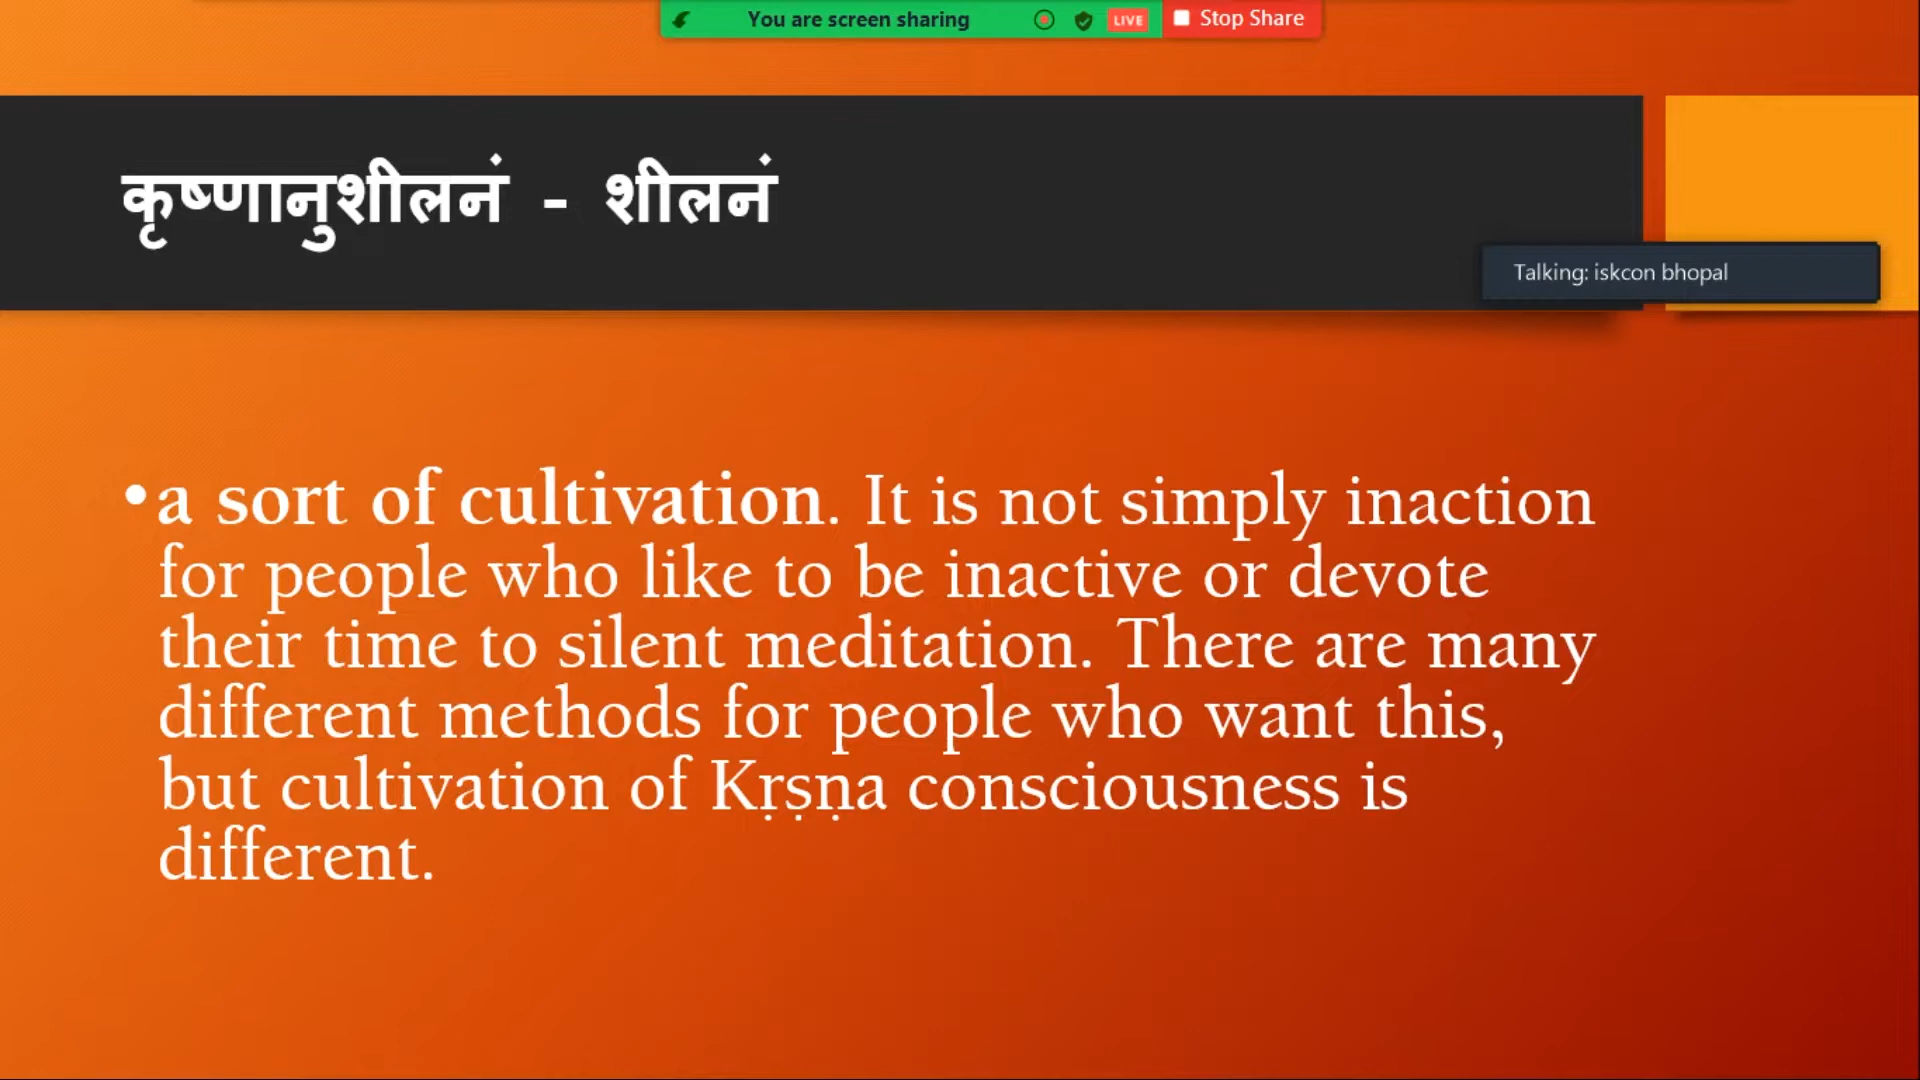 You are screen sharing LIVE Stop Share
कृष्णानुशीलनं - शीलनं
Talking: iskcon bhopal
•a sort of cultivation. It is not simply inaction
for people who like to be inactive or devote
their time to silent meditation. There are many
different methods for people who want this,
but cultivation of Kṛṣṇa consciousness is
different.